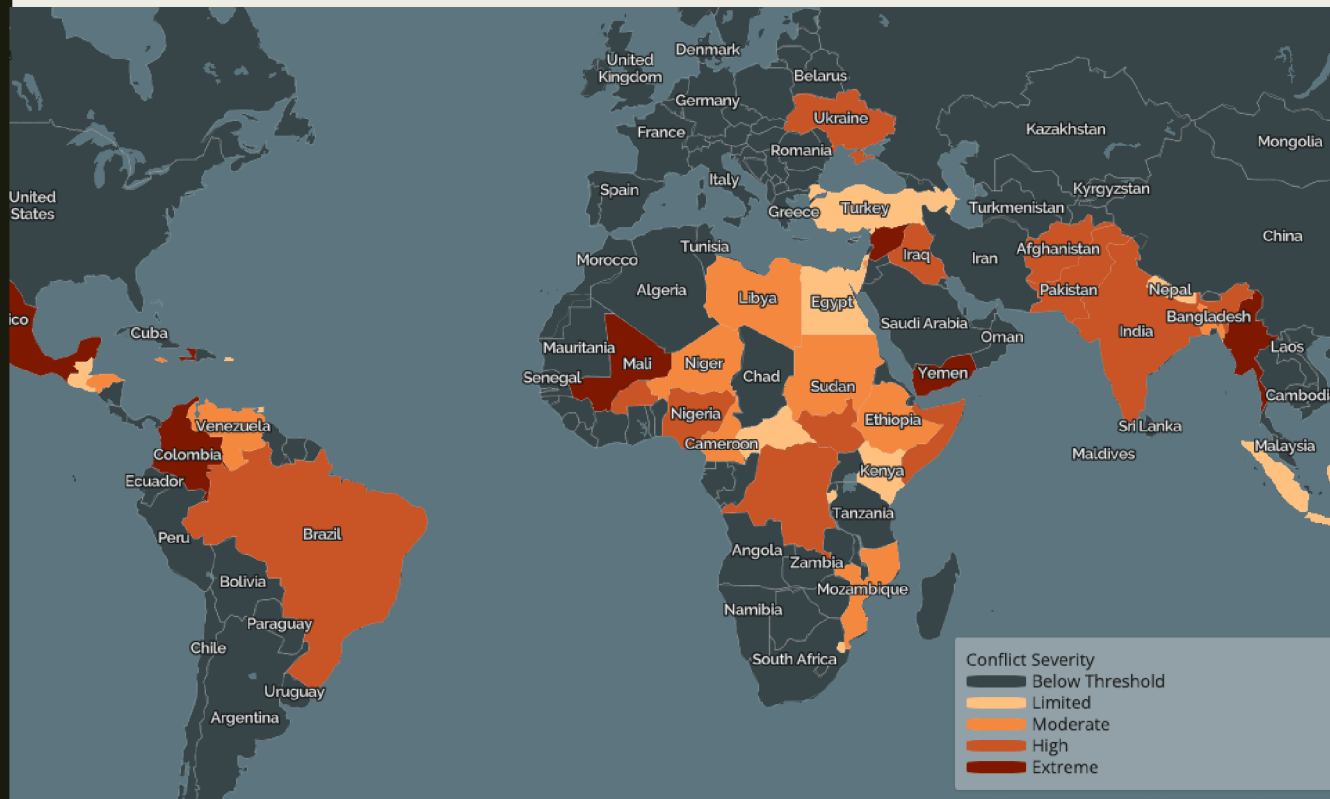 Denmark
United
Kingdom
Belarus
Germany
Ukraine
France
Kazakhstan
Mongolia
Romania
Italy
Spain
Kyrgyzstan
United
States
Greece
Turkey
Turkmenistan
China
Tunisia
Morocco
Iraq
Iran
Afghanistan
Algeria
Libya
Egypt
Pakistan
Nepal
ico
Cuba
Saudi Arabia
Oman
India
Bangladesh
Laos
Mauritania
Mali
Niger
Chad
Sudan
Yemen
Senegal
Cambodi
Nigeria
Ethiopia
Venezuela
Sri Lanka
Colombia
Cameroon
Maldives
Malaysia
Ecuador
Kenya
Tanzania
Peru
Brazil
Angola
Zambia
Bolivia
Mozambique
Namibia
Paraguay
Chile
South Africa
Uruguay
Argentina
Conflict Severity
Below Threshold
Limited
Moderate
High
Extreme